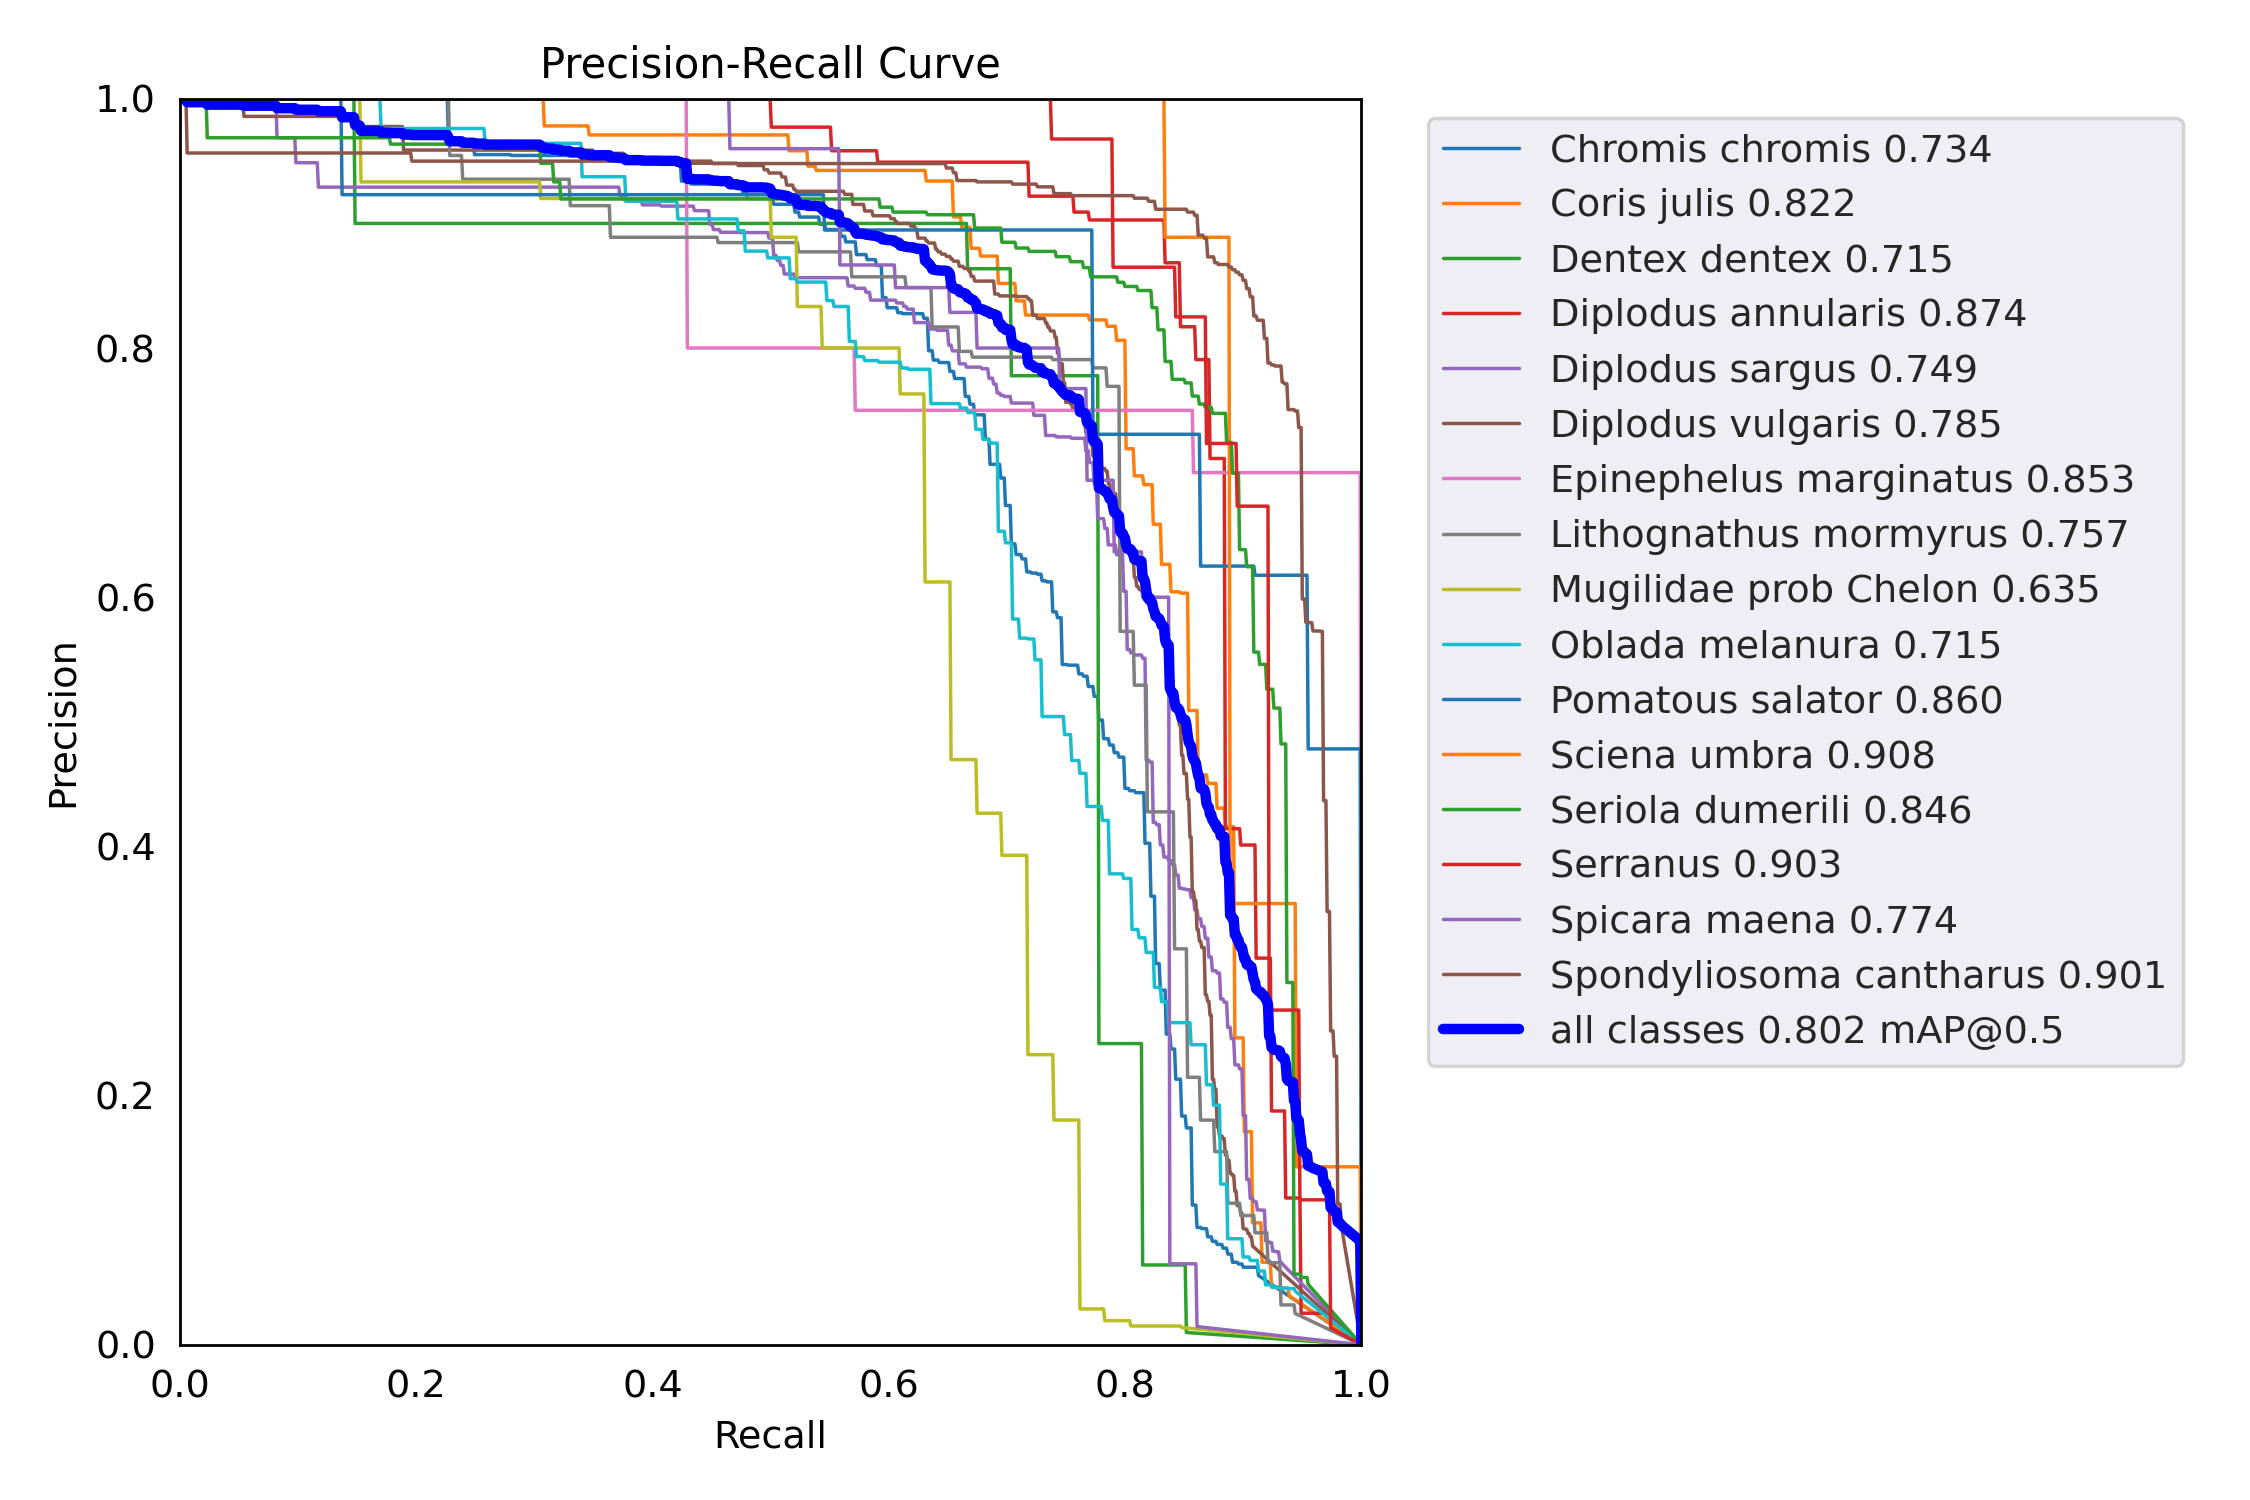 Precision-Recall Curve
1.0
0.8
0.6
0.4
0.2
0.0
Precision
0.0 0.2 0.4 0.6 0.8 1.0
Recall
Chromis chromis 0.734
Coris julis 0.822
Dentex dentex 0.715
Diplodus annularis 0.874
Diplodus sargus 0.749
Diplodus vulgaris 0.785
Epinephelus marginatus 0.853
Lithognathus mormyrus 0.757
Mugilidae prob Chelon 0.635
Oblada melanura 0.715
Pomatous salator 0.860
Sciena umbra 0.908
Seriola dumerili 0.846
Serranus 0.903
Spicara maena 0.774
Spondyliosoma cantharus 0.901
all classes 0.802 mAP@0.5